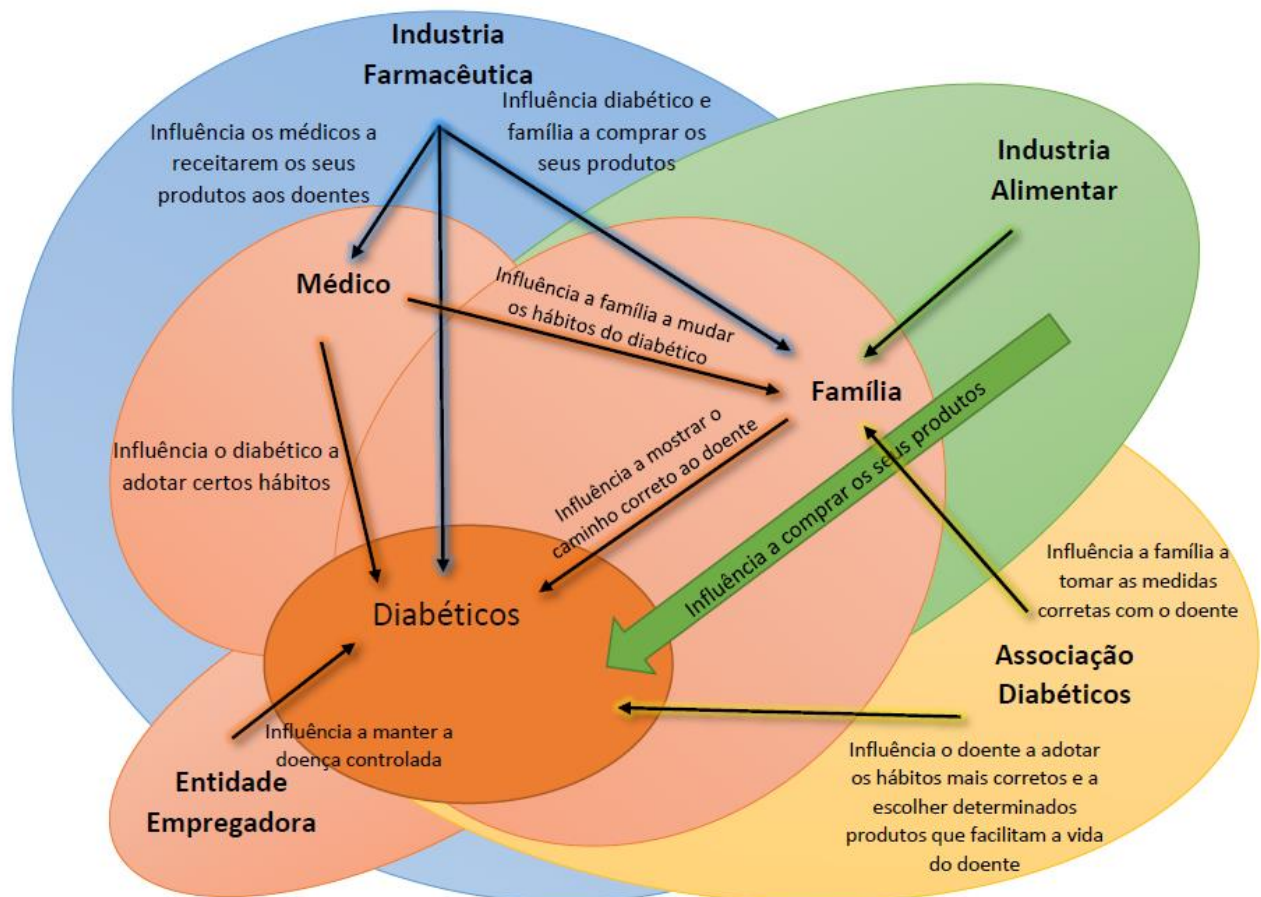 Industria
Farmacêutica
Influência os médicos a
receitarem os seus
produtos aos doentes
Influência diabético e
família a comprar os
seus produtos
Industria
Alimentar
Médico
Influência a família a mudar
os hábitos do diabético
Família
Influência o diabético a
adotar certos hábitos
Influência a mostrar o
caminho correto ao doente
Influência a comprar os seus produtos
Influência a família a
tomar as medidas
corretas com o doente
Diabéticos
Associação
Diabéticos
Influência a manter a
doença controlada
Entidade
Empregadora
Influência o doente a adotar
os hábitos mais corretos e a
escolher determinados
produtos que facilitam a vida
do doente